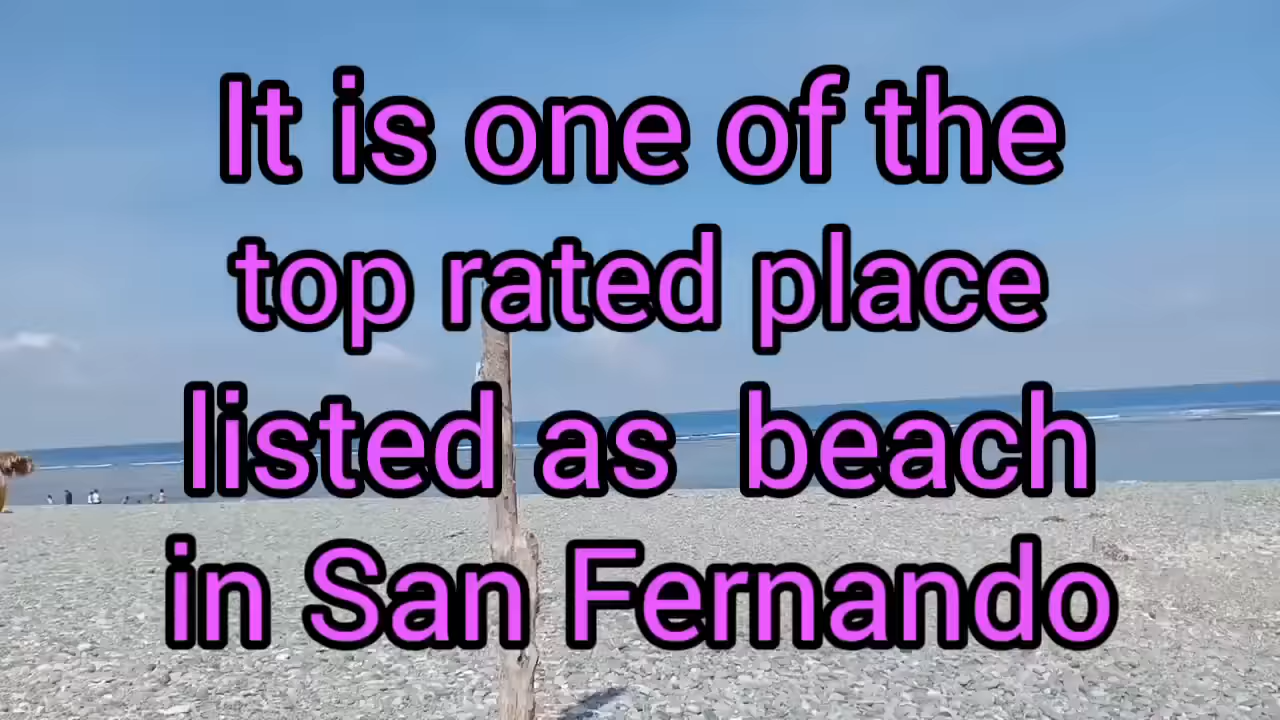 It is one of the
top rated place
listed as  beach
in San Fernando